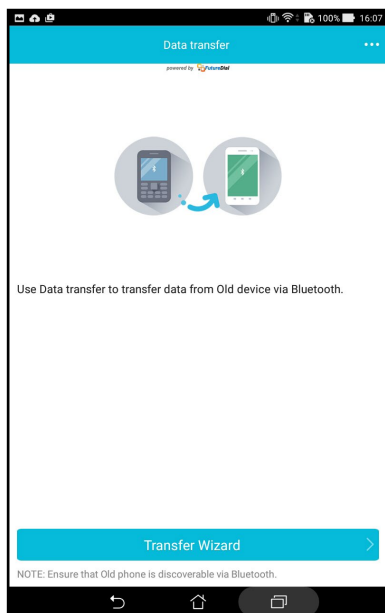 100% 16:07
Data transfer
powered by FutureDial
Use Data transfer to transfer data from Old device via Bluetooth.
Transfer Wizard
NOTE: Ensure that Old phone is discoverable via Bluetooth.